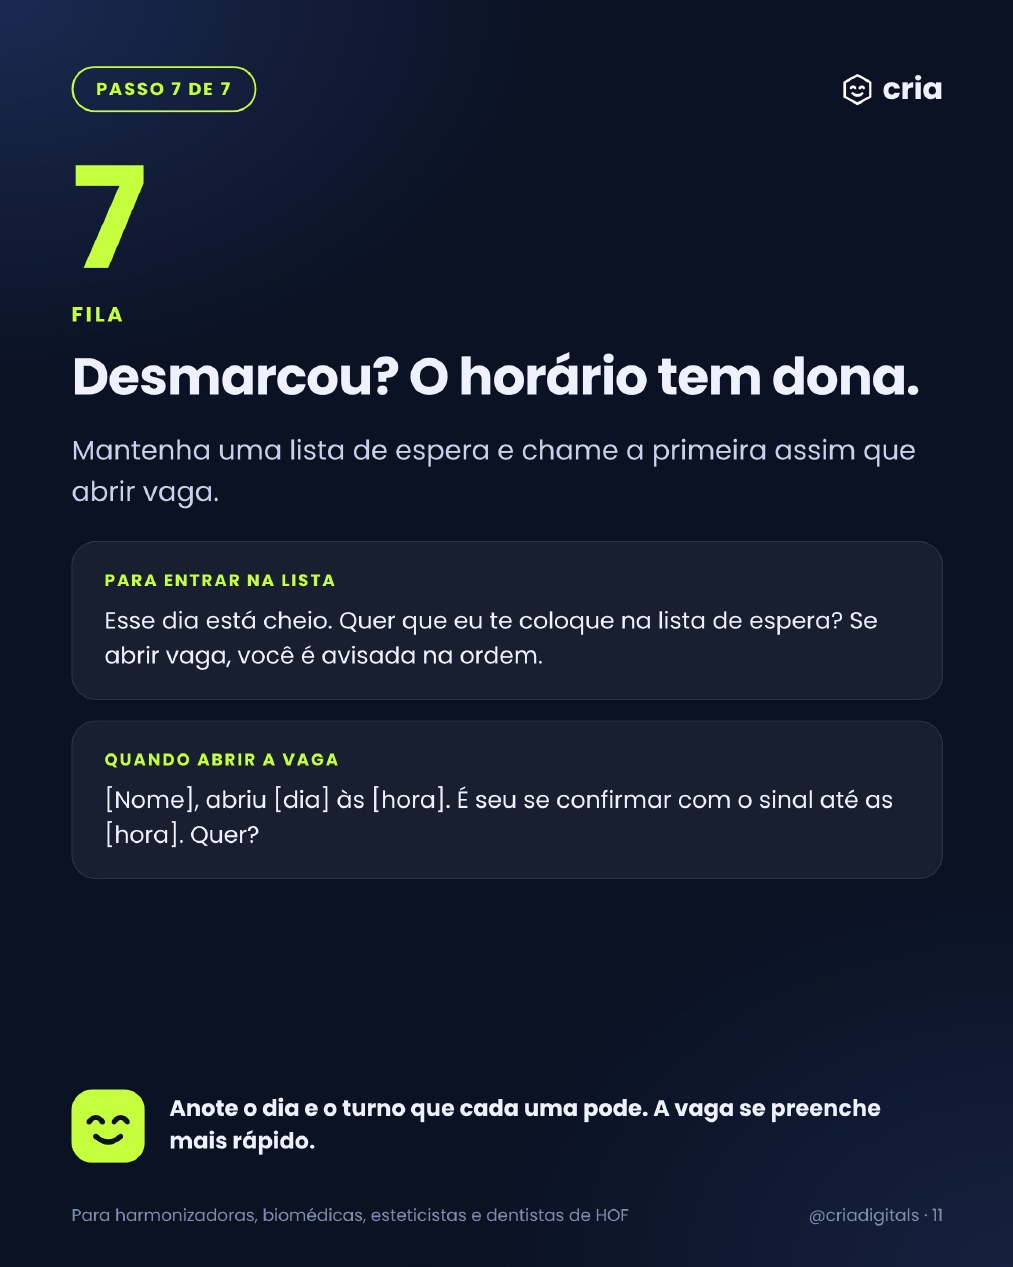 PASSO 7 DE 7
cria
7
FILA
Desmarcou? O horário tem dona.
Mantenha uma lista de espera e chame a primeira assim que
abrir vaga.
PARA ENTRAR NA LISTA
Esse dia está cheio. Quer que eu te coloque na lista de espera? Se
abrir vaga, você é avisada na ordem.
QUANDO ABRIR A VAGA
[Nome], abriu [dia] às [hora]. É seu se confirmar com o sinal até as
[hora]. Quer?
Anote o dia e o turno que cada uma pode. A vaga se preenche
mais rápido.
Para harmonizadoras, biomédicas, esteticistas e dentistas de HOF
@criadigitals · 11